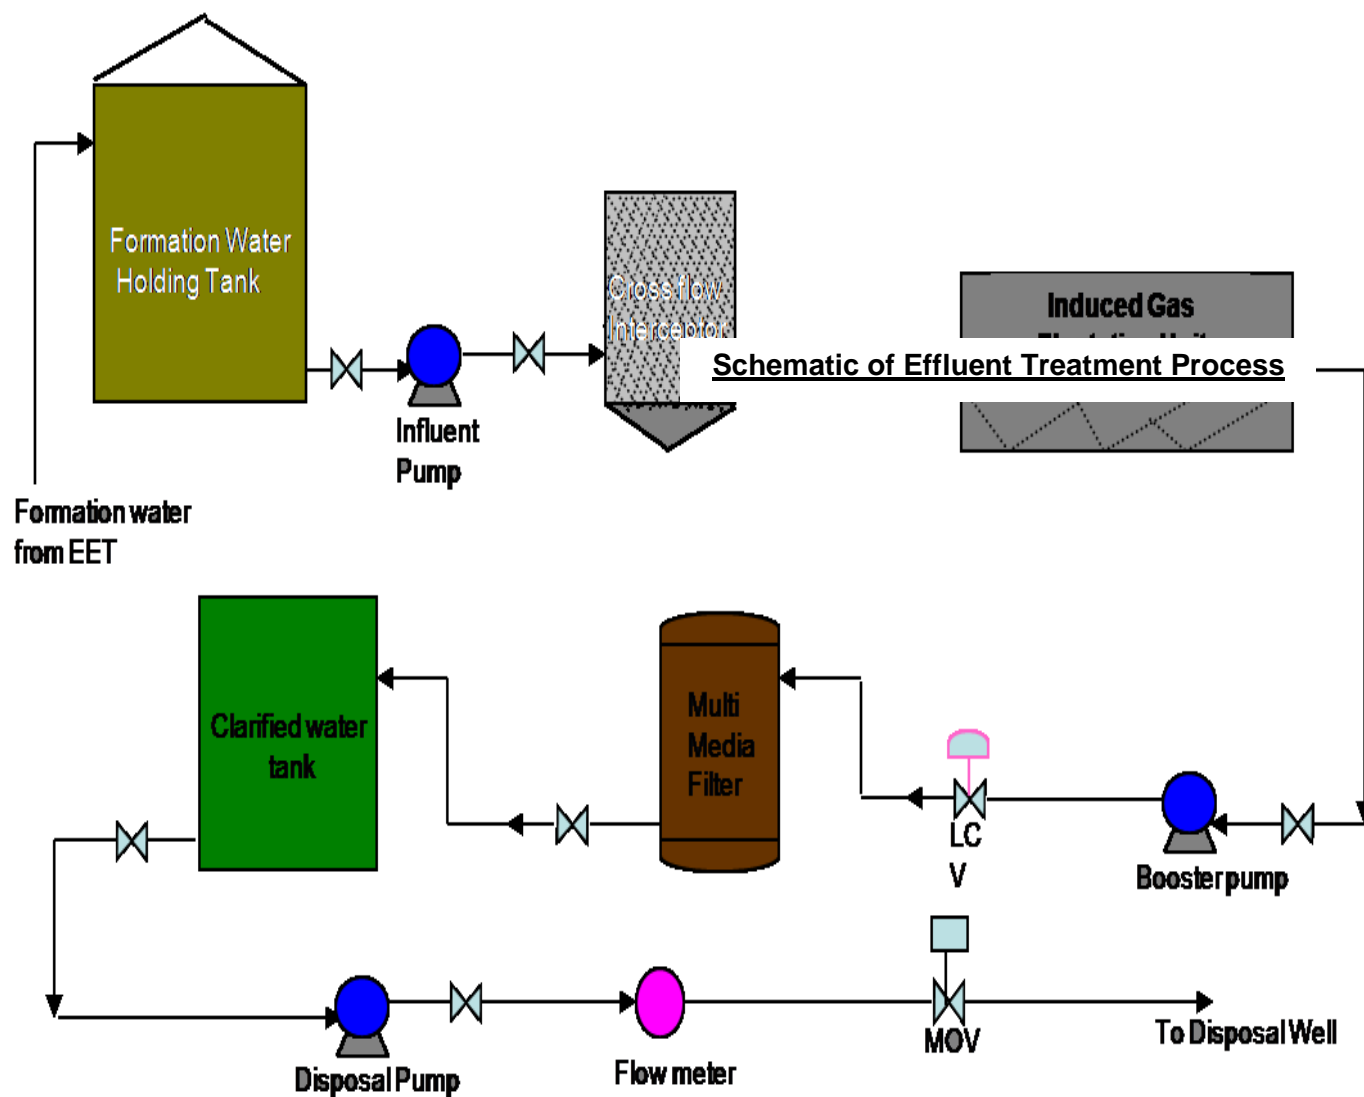 Formation Water
Holding Tank
Cross flow
Interceptor
Induced Gas
Schematic of Effluent Treatment Process
Influent
Pump
Formation water
from EET
Clarified water
tank
Multi
Media
Filter
LC
V
Booster pump
Disposal Pump
Flow meter
MOV
To Disposal Well